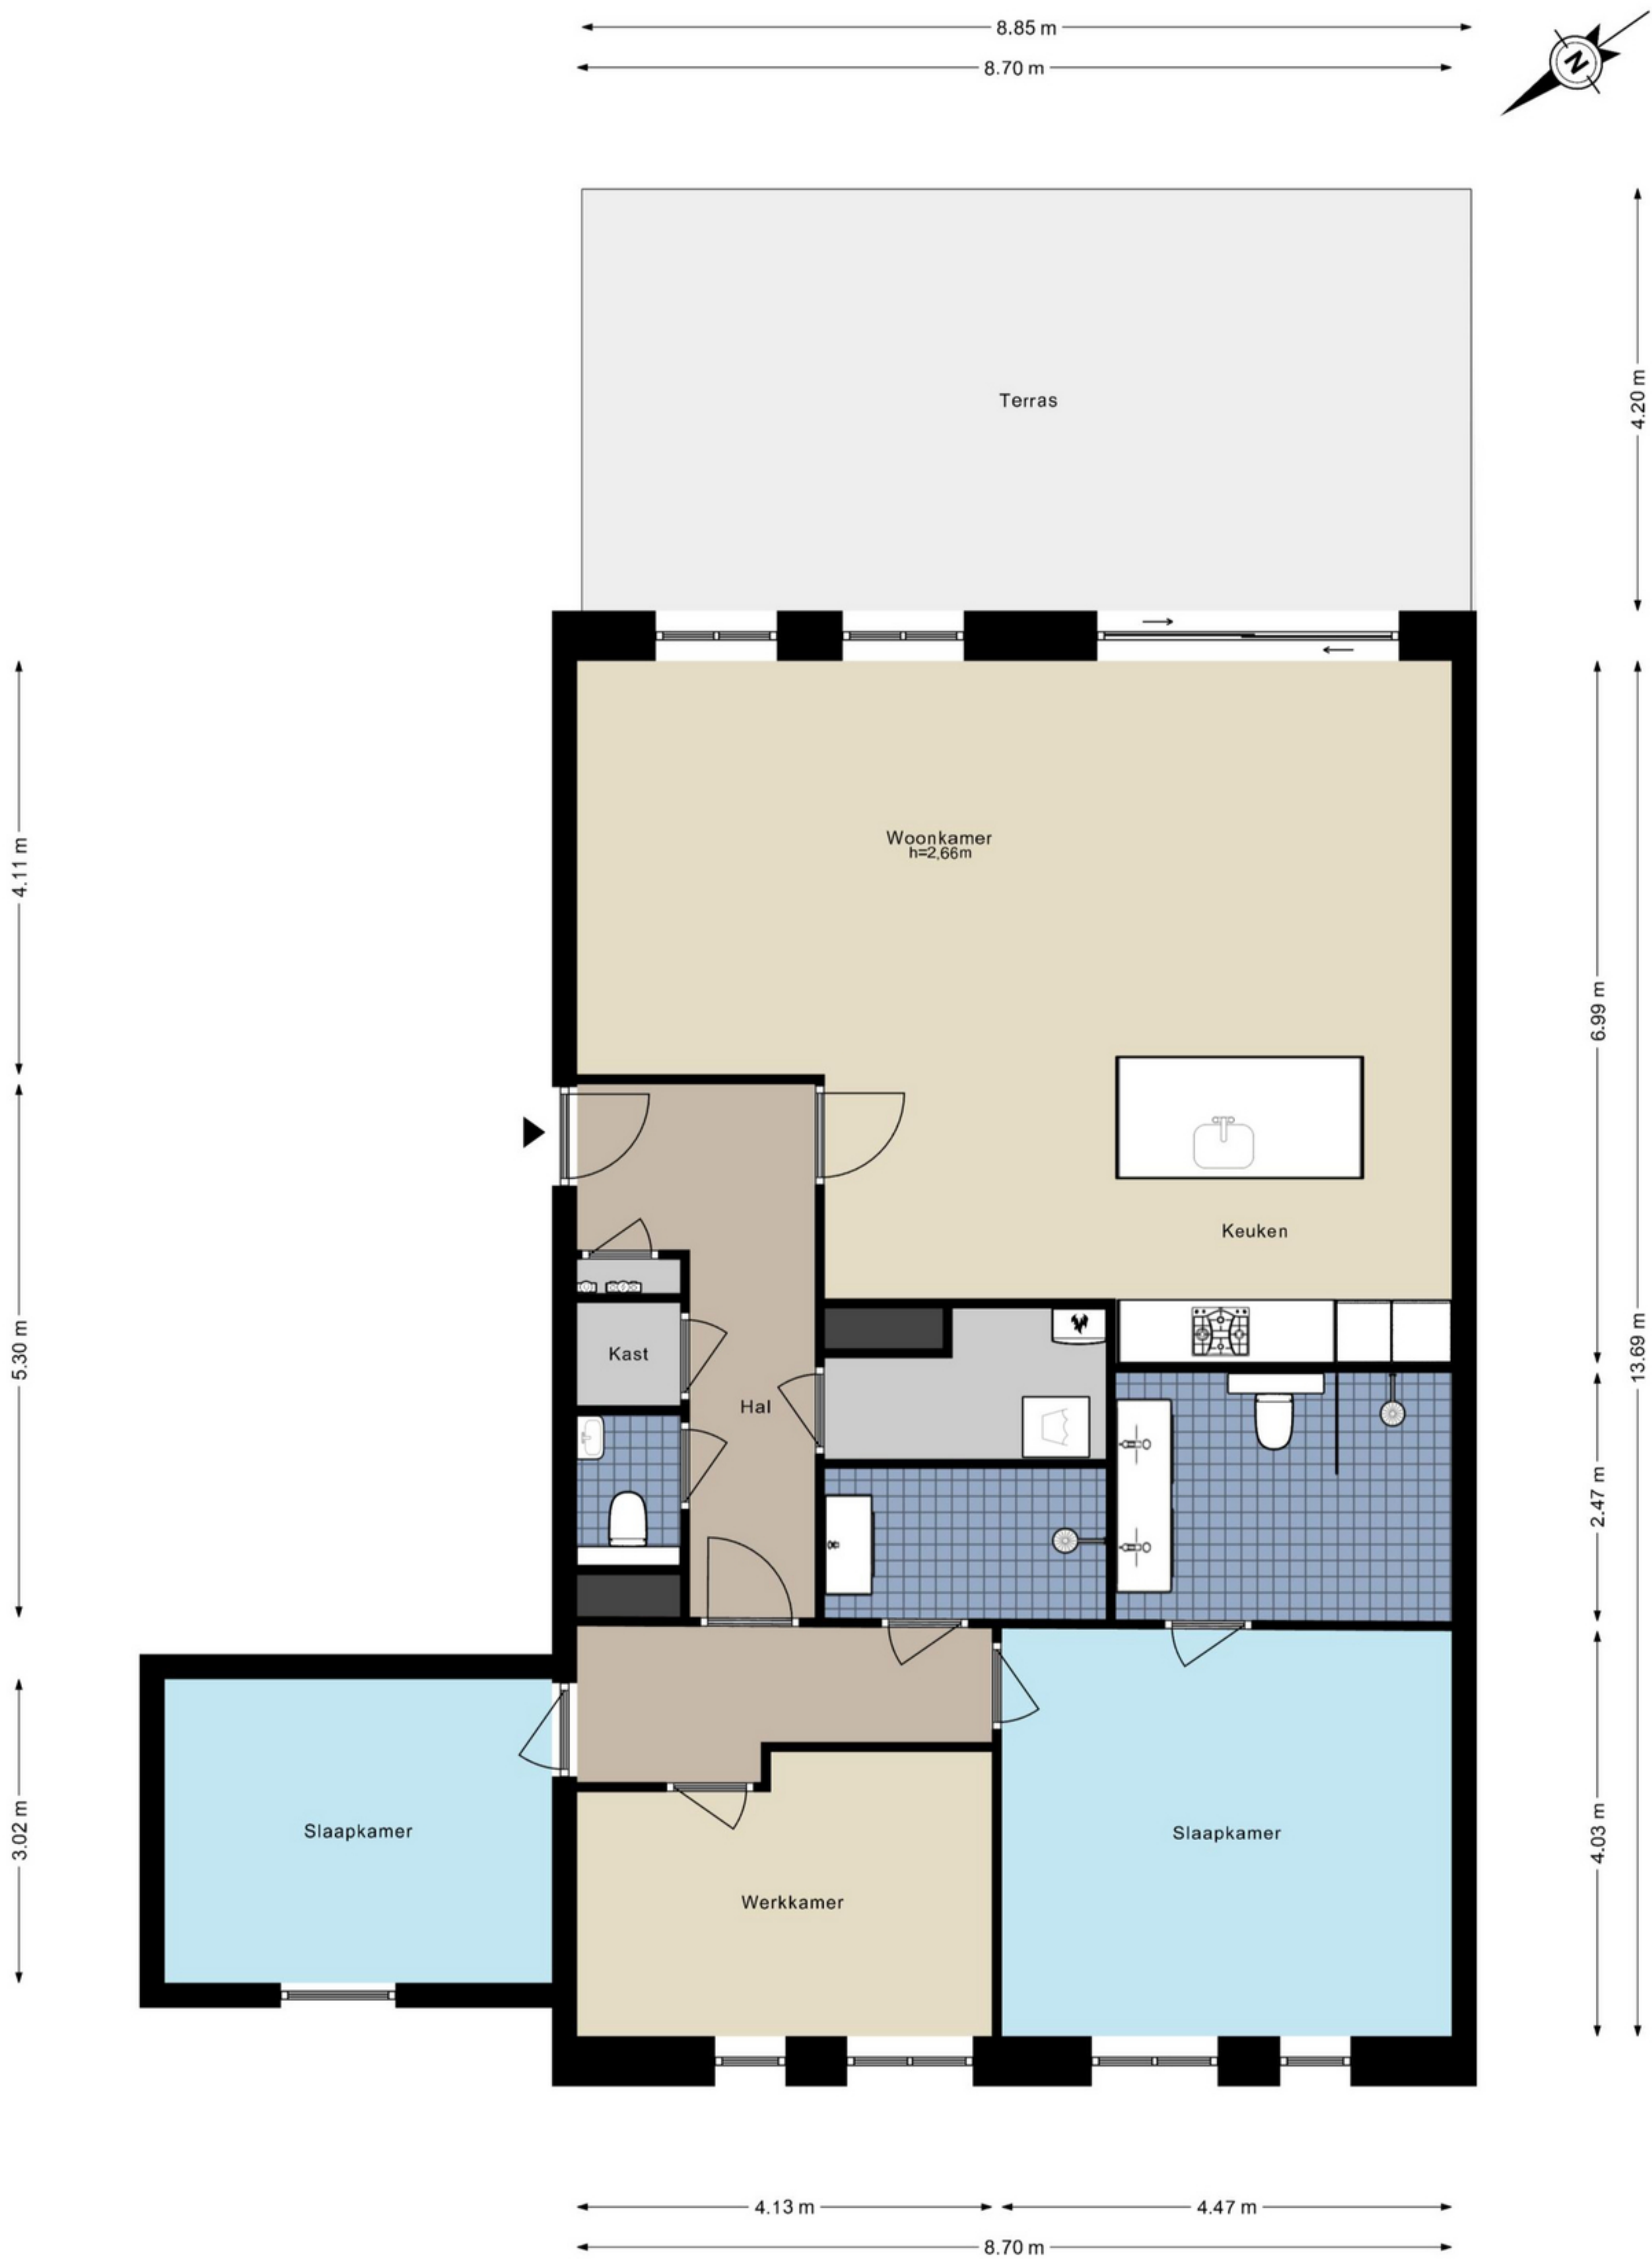 8.85 m
8.70 m
N
4.20 m
Terras
4.11 m
Woonkamer
h=2,66m
6.99 m
Keuken
5.30 m
Kast
13.69 m
Hal
2.47 m
3.02 m
Slaapkamer
Slaapkamer
4.03 m
Werkkamer
4.13 m
4.47 m
8.70 m